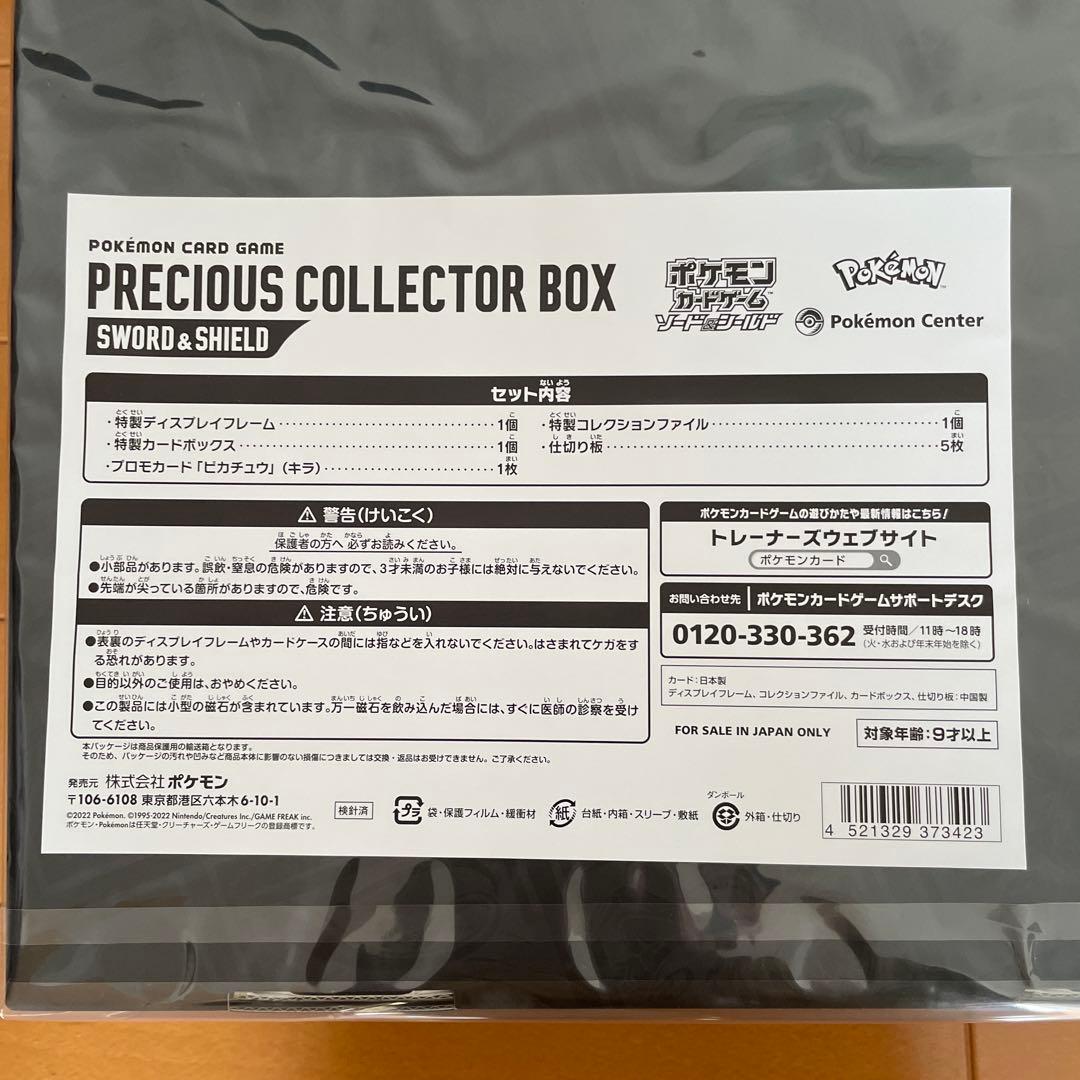 POKÉMON CARD GAME
PRECIOUS COLLECTOR BOX
SWORD & SHIELD
ポケモン
カードゲーム
ソード&シールド
Pokémon
Pokémon Center
セット内容
・特製ディスプレイフレーム 1個
・特製カードボックス 1個
・プロモカード「ピカチュウ」(キラ) 1枚
・特製コレクションファイル 1個
・仕切り板 5枚
⚠ 警告(けいこく)
保護者の方へ 必ずお読みください。
●小部品があります。誤飲・窒息の危険がありますので、3才未満のお子様には絶対に与えないでください。
●先端が尖っている箇所がありますので、危険です。
⚠ 注意(ちゅうい)
●表裏のディスプレイフレームやカードケースの間には指などを入れないでください。はさまれてケガをす
る恐れがあります。
●目的以外のご使用は、おやめください。
●この製品には小型の磁石が含まれています。万一磁石を飲み込んだ場合には、すぐに医師の診察を受け
てください。
ポケモンカードゲームの遊びかたや最新情報はこちら!
トレーナーズウェブサイト
ポケモンカード
お問い合わせ先 ポケモンカードゲームサポートデスク
0120-330-362 受付時間/11時〜18時
(火・水および年末年始を除く)
カード:日本製
ディスプレイフレーム、コレクションファイル、カードボックス、仕切り板:中国製
FOR SALE IN JAPAN ONLY
対象年齢:9才以上
本パッケージは商品保護用の輸送箱となります。
そのため、パッケージの汚れや凹みなど商品本体に影響のない損傷につきましては交換・返品はお受けできません。ご了承ください。
発売元 株式会社ポケモン
〒106-6108 東京都港区六本木6-10-1
©2022 Pokémon. ©1995-2022 Nintendo/Creatures Inc./GAME FREAK inc.
ポケモン・Pokémonは任天堂・クリーチャーズ・ゲームフリークの登録商標です。
検針済
プラ 袋・保護フィルム・緩衝材
紙 台紙・内箱・スリーブ・敷紙
ダンボール
外箱・仕切り
4 521329 373423